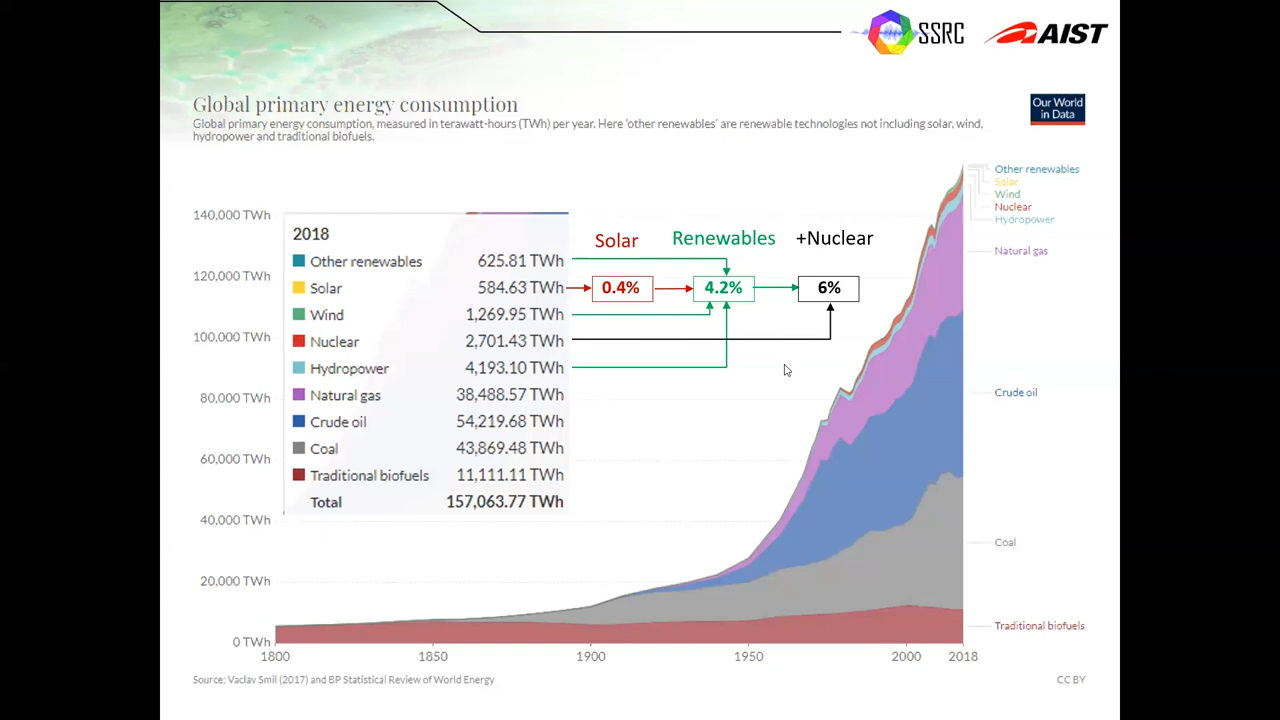 SSRC
AIST
Global primary energy consumption
Global primary energy consumption, measured in terawatt-hours (TWh) per year. Here 'other renewables' are renewable technologies not including solar, wind,
hydropower and traditional biofuels.
Our World
in Data
140,000 TWh
120,000 TWh
100,000 TWh
80,000 TWh
60,000 TWh
40,000 TWh
20,000 TWh
0 TWh
2018
Other renewables 625.81 TWh
Solar 584.63 TWh
Wind 1,269.95 TWh
Nuclear 2,701.43 TWh
Hydropower 4,193.10 TWh
Natural gas 38,488.57 TWh
Crude oil 54,219.68 TWh
Coal 43,869.48 TWh
Traditional biofuels 11,111.11 TWh
Total 157,063.77 TWh
Solar Renewables +Nuclear
0.4% 4.2% 6%
Other renewables
Solar
Wind
Nuclear
Hydropower
Natural gas
Crude oil
Coal
Traditional biofuels
1800 1850 1900 1950 2000 2018
Source: Vaclav Smil (2017) and BP Statistical Review of World Energy
CC BY